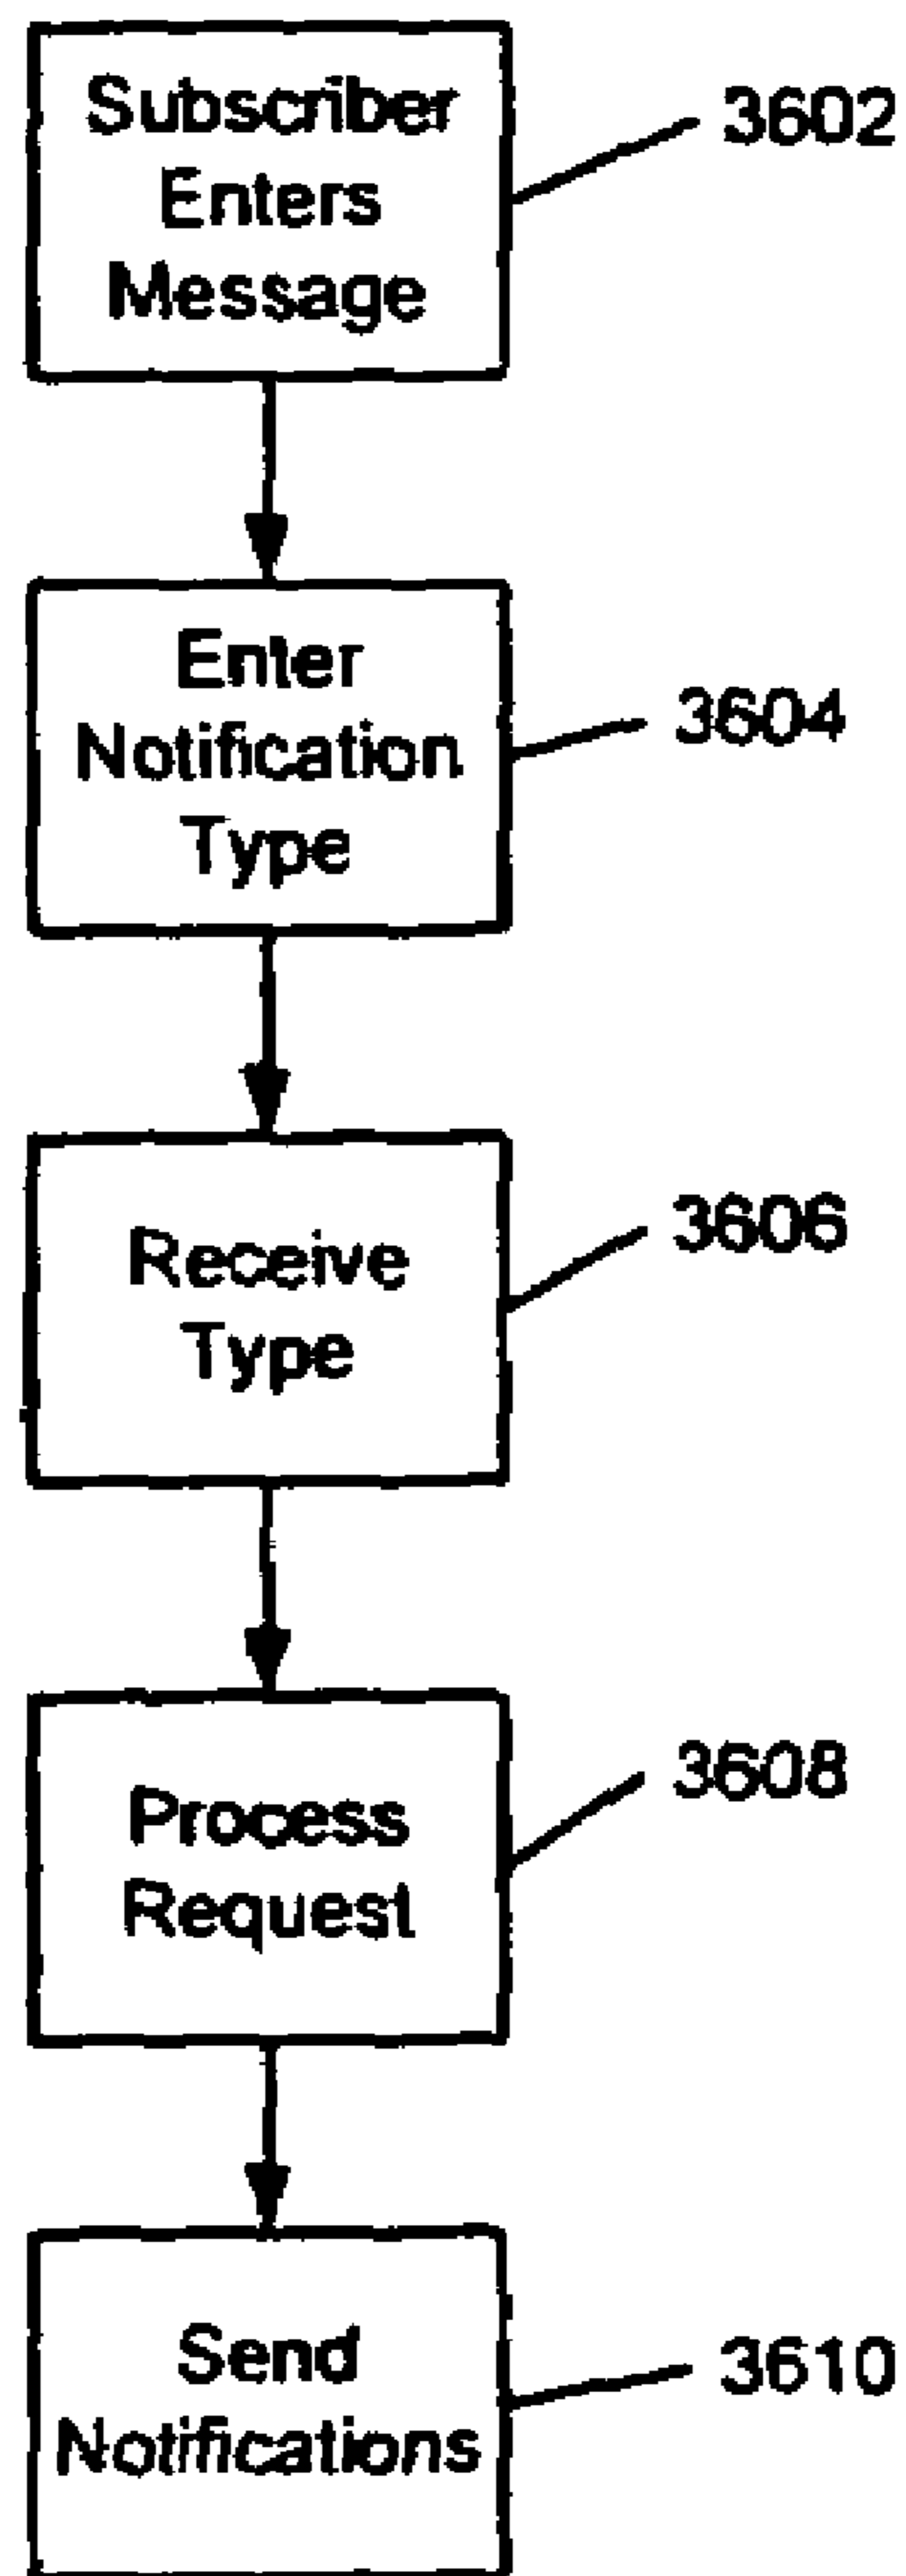 Subscriber
Enters
Message
3602
Enter
Notification
Type
3604
Receive
Type
3606
Process
Request
3608
Send
Notifications
3610